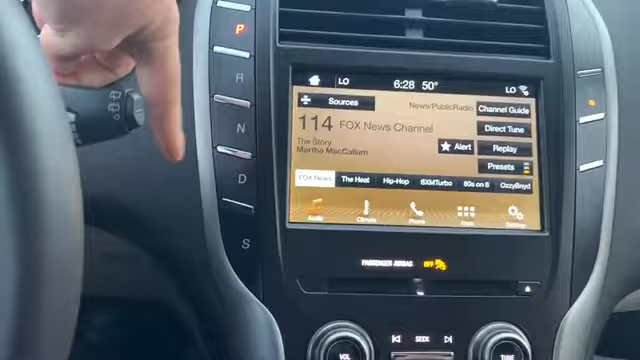 P
R
N
D
S
LO
6:28 50°
LO
Sources
News/PublicRadio
Channel Guide
114 FOX News Channel
Direct Tune
The Story
Martha MacCallum
Alert
Replay
Presets
FOX News
The Heat
Hip-Hop
SXMTurbo
80s on 8
OzzyBnyd
Audio
Climate
Phone
Apps
Settings
PASSENGER AIRBAG OFF
VOL
SEEK
TUNE